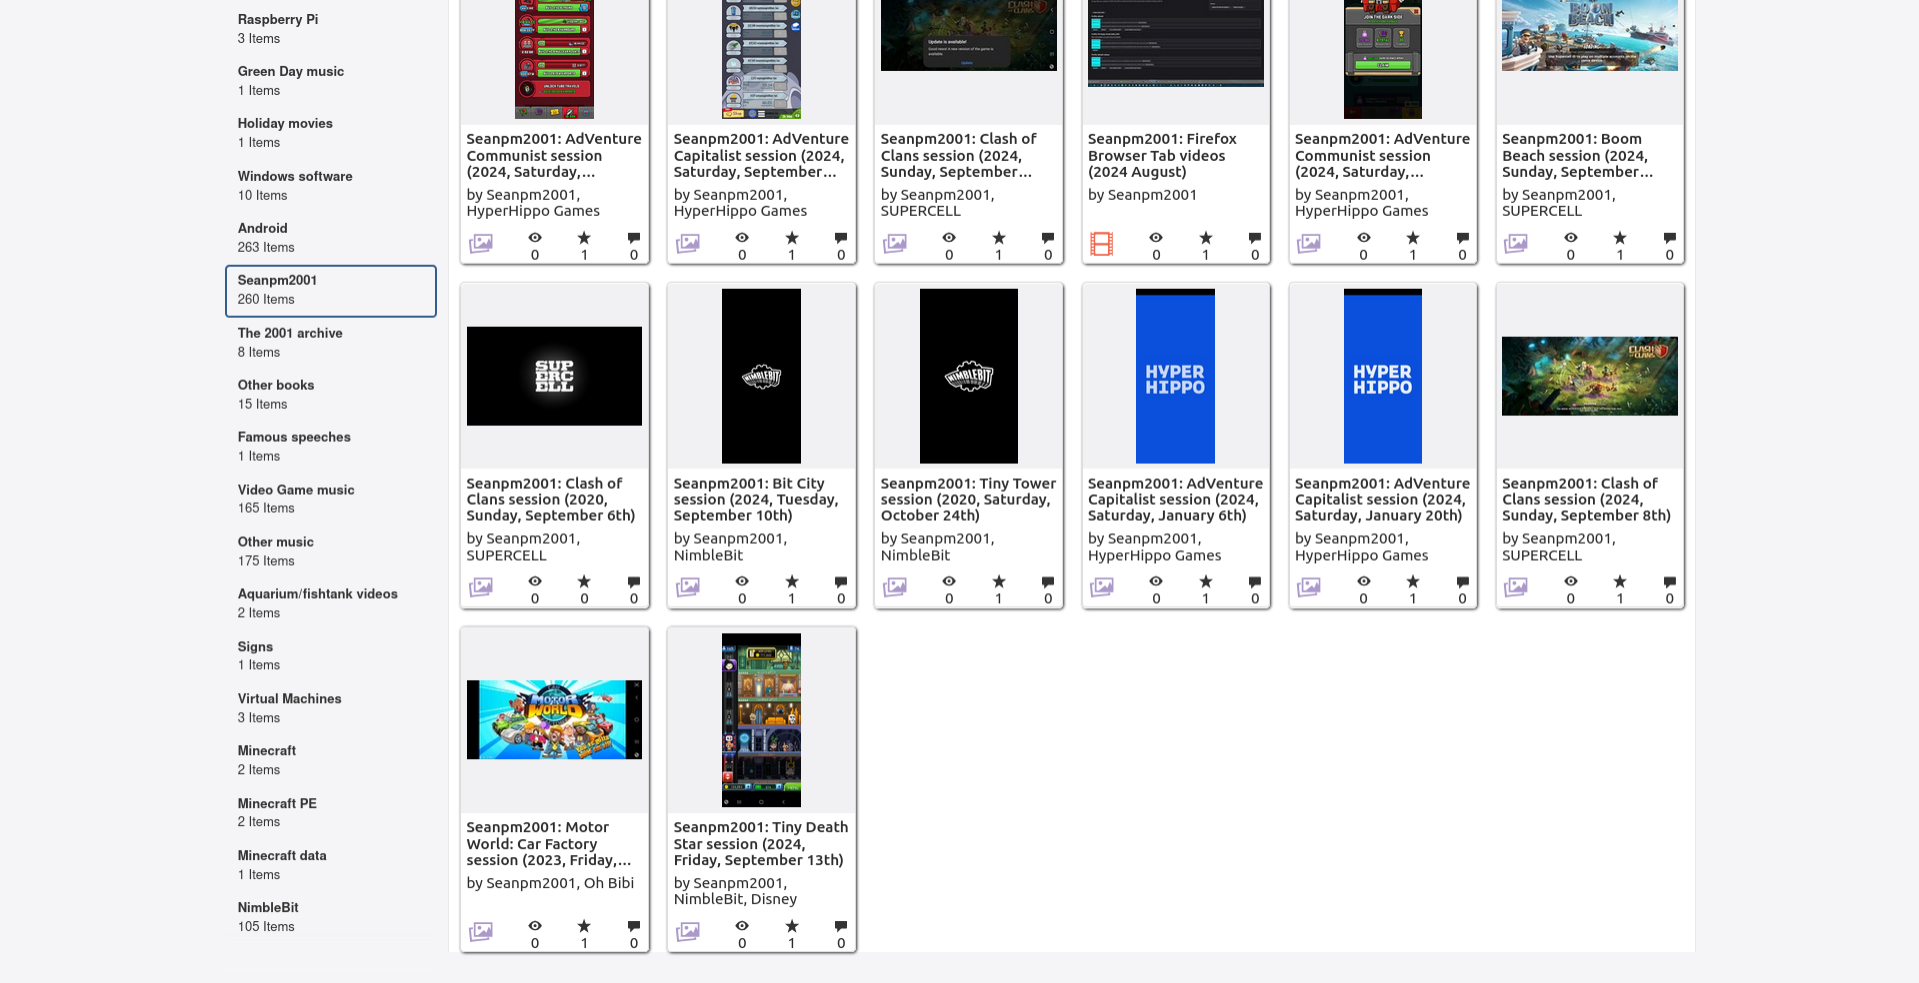 Raspberry Pi
3 Items
Green Day music
1 Items
Holiday movies
1 Items
Windows software
10 Items
Android
263 Items
Seanpm2001
260 Items
The 2001 archive
8 Items
Other books
15 Items
Famous speeches
1 Items
Video Game music
165 Items
Other music
175 Items
Aquarium/fishtank videos
2 Items
Signs
1 Items
Virtual Machines
3 Items
Minecraft
2 Items
Minecraft PE
2 Items
Minecraft data
1 Items
NimbleBit
105 Items
Seanpm2001: AdVenture
Communist session
(2024, Saturday,...
by Seanpm2001,
HyperHippo Games
0 1 0
Seanpm2001: AdVenture
Capitalist session (2024,
Saturday, September...
by Seanpm2001,
HyperHippo Games
0 1 0
Update is available!
CLASH OF CLANS
Seanpm2001: Clash of
Clans session (2024,
Sunday, September...
by Seanpm2001,
SUPERCELL
0 1 0
Seanpm2001: Firefox
Browser Tab videos
(2024 August)
by Seanpm2001
0 1 0
JOIN THE DARK SIDE!
Seanpm2001: AdVenture
Communist session
(2024, Saturday,...
by Seanpm2001,
HyperHippo Games
0 1 0
BOOM
BEACH
Seanpm2001: Boom
Beach session (2024,
Sunday, September...
by Seanpm2001,
SUPERCELL
0 1 0
SUP
ERC
ELL
Seanpm2001: Clash of
Clans session (2020,
Sunday, September 6th)
by Seanpm2001,
SUPERCELL
0 0 0
NIMBLEBIT
Seanpm2001: Bit City
session (2024, Tuesday,
September 10th)
by Seanpm2001,
NimbleBit
0 1 0
NIMBLEBIT
Seanpm2001: Tiny Tower
session (2020, Saturday,
October 24th)
by Seanpm2001,
NimbleBit
0 1 0
HYPER
HIPPO
Seanpm2001: AdVenture
Capitalist session (2024,
Saturday, January 6th)
by Seanpm2001,
HyperHippo Games
0 1 0
HYPER
HIPPO
Seanpm2001: AdVenture
Capitalist session (2024,
Saturday, January 20th)
by Seanpm2001,
HyperHippo Games
0 1 0
CLASH
OF CLANS
Seanpm2001: Clash of
Clans session (2024,
Sunday, September 8th)
by Seanpm2001,
SUPERCELL
0 1 0
MOTOR
WORLD
Seanpm2001: Motor
World: Car Factory
session (2023, Friday,...
by Seanpm2001, Oh Bibi
0 1 0
Seanpm2001: Tiny Death
Star session (2024,
Friday, September 13th)
by Seanpm2001,
NimbleBit, Disney
0 1 0